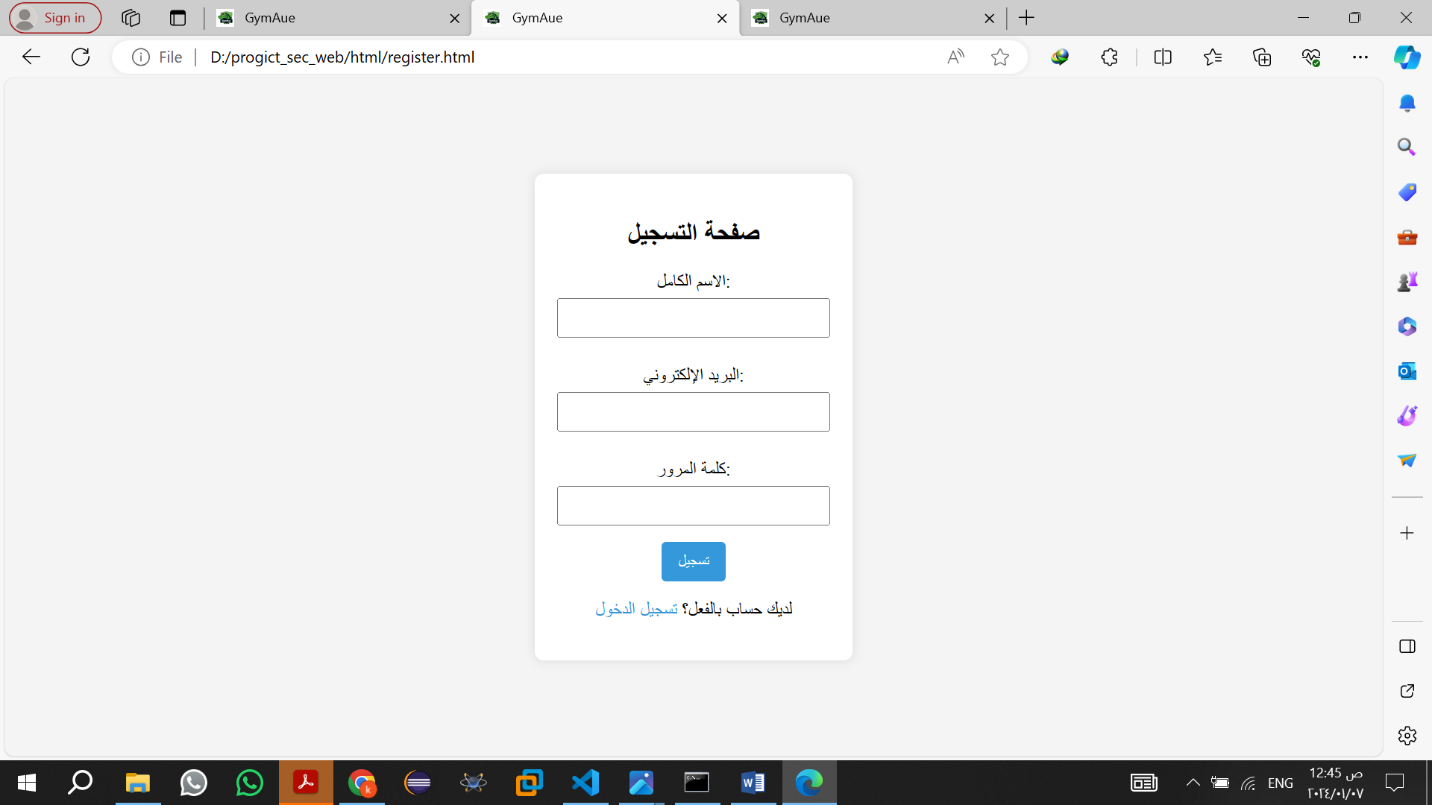 Sign in
GymAue
GymAue
GymAue
File
D:/progict_sec_web/html/register.html
صفحة التسجيل
الاسم الكامل:
البريد الإلكتروني:
كلمة المرور:
تسجيل
لديك حساب بالفعل؟ تسجيل الدخول
ENG
12:45 ص
٢٠٢٤/٠١/٠٧